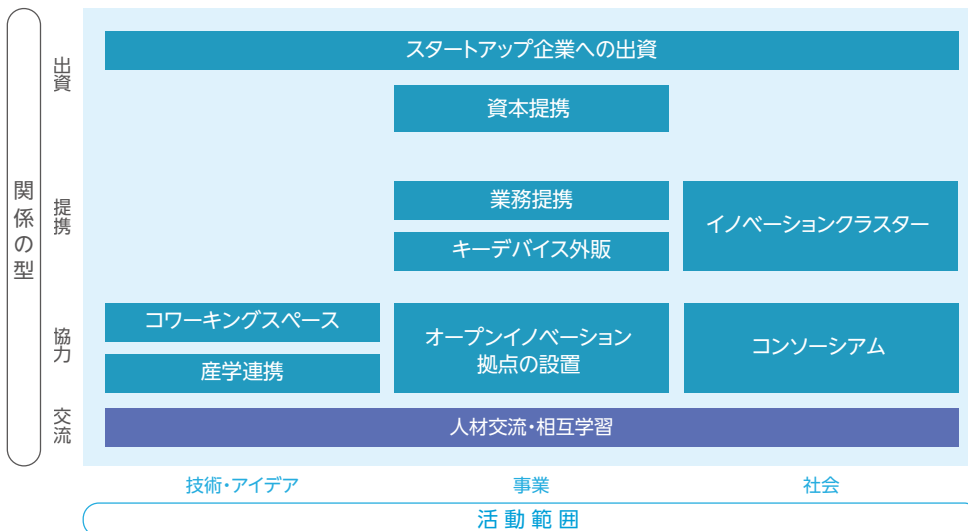 関係の型
出資
スタートアップ企業への出資
資本提携
提携
業務提携
キーデバイス外販
イノベーションクラスター
協力
コワーキングスペース
産学連携
オープンイノベーション
拠点の設置
コンソーシアム
交流
人材交流・相互学習
技術・アイデア
事業
社会
活動範囲